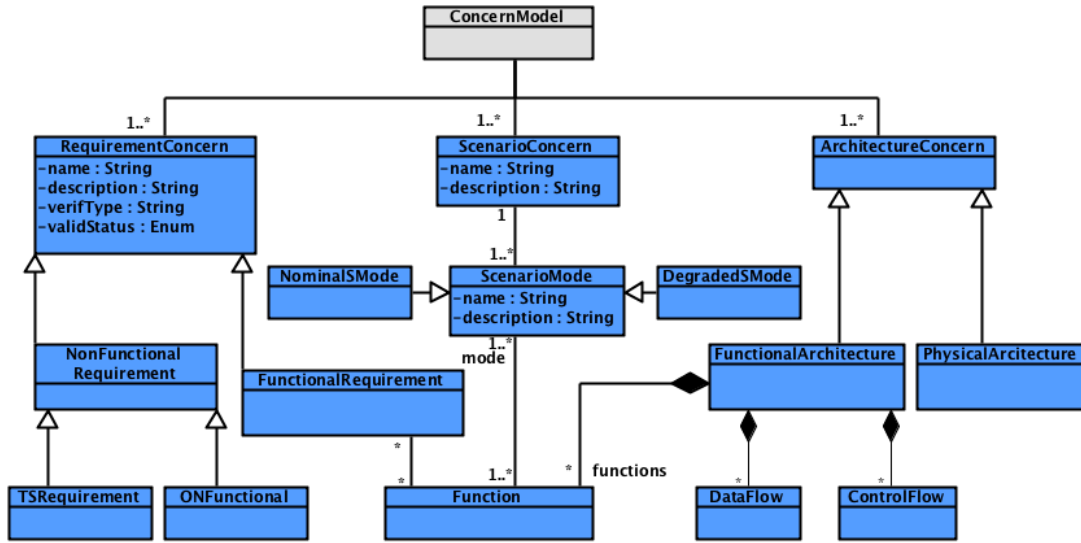 ConcernModel
1..*
1..*
1..*
RequirementConcern
-name : String
-description : String
-verifType : String
-validStatus : Enum
ScenarioConcern
-name : String
-description : String
ArchitectureConcern
1
1..*
NominalSMode
ScenarioMode
-name : String
-description : String
DegradedSMode
1..*
mode
NonFunctional
Requirement
FunctionalRequirement
FunctionalArchitecture
PhysicalArcitecture
*
*
1..*
*
functions
*
*
TSRequirement
ONFunctional
Function
DataFlow
ControlFlow